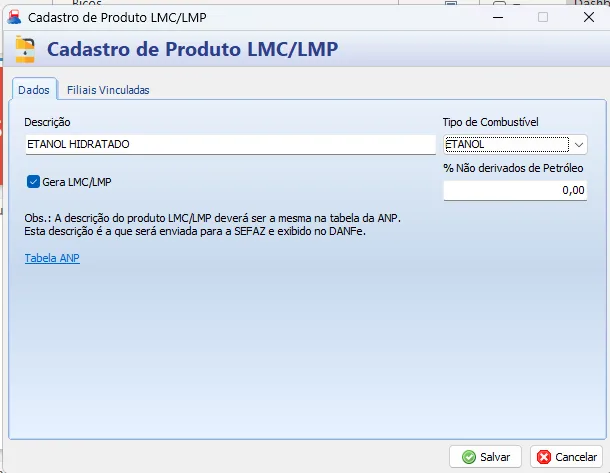 Cadastro de Produto LMC/LMP
Cadastro de Produto LMC/LMP
Dados
Filiais Vinculadas
Descrição
Tipo de Combustível
ETANOL HIDRATADO
ETANOL
% Não derivados de Petróleo
Gera LMC/LMP
0,00
Obs.: A descrição do produto LMC/LMP deverá ser a mesma na tabela da ANP.
Esta descrição é a que será enviada para a SEFAZ e exibido no DANFe.
Tabela ANP
Salvar
Cancelar